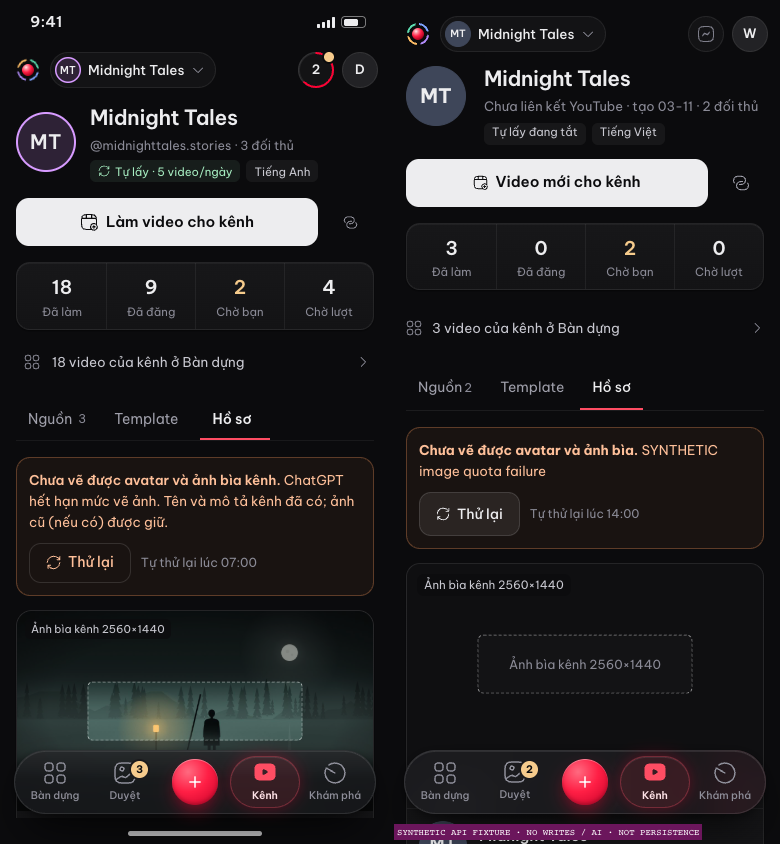 9:41
MT Midnight Tales
2
D
MT
Midnight Tales
@midnighttales.stories · 3 đối thủ
Tự lấy · 5 video/ngày
Tiếng Anh
Làm video cho kênh
18
Đã làm
9
Đã đăng
2
Chờ bạn
4
Chờ lượt
18 video của kênh ở Bàn dựng
Nguồn 3
Template
Hồ sơ
Chưa vẽ được avatar và ảnh bìa kênh. ChatGPT
hết hạn mức vẽ ảnh. Tên và mô tả kênh đã có; ảnh
cũ (nếu có) được giữ.
Thử lại
Tự thử lại lúc 07:00
Ảnh bìa kênh 2560×1440
Bàn dựng
3
Duyệt
+
Kênh
Khám phá
MT Midnight Tales
W
MT
Midnight Tales
Chưa liên kết YouTube · tạo 03-11 · 2 đối thủ
Tự lấy đang tắt
Tiếng Việt
Video mới cho kênh
3
Đã làm
0
Đã đăng
2
Chờ bạn
0
Chờ lượt
3 video của kênh ở Bàn dựng
Nguồn 2
Template
Hồ sơ
Chưa vẽ được avatar và ảnh bìa. SYNTHETIC
image quota failure
Thử lại
Tự thử lại lúc 14:00
Ảnh bìa kênh 2560×1440
Ảnh bìa kênh 2560×1440
Bàn dựng
2
Duyệt
+
Kênh
Khám phá
SYNTHETIC API FIXTURE · NO WRITES / AI · NOT PERSISTENCE